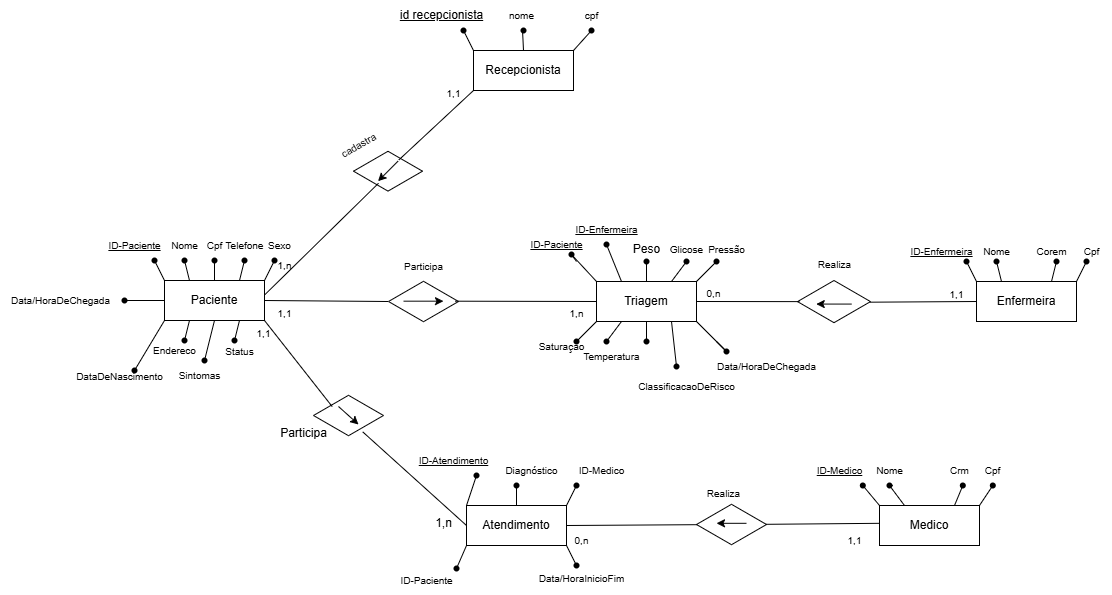 id recepcionista
nome
cpf
Recepcionista
1,1
cadastra
ID-Paciente
Nome
Cpf
Telefone
Sexo
1,n
Data/HoraDeChegada
Paciente
1,1
1,1
Endereco
Status
Sintomas
DataDeNascimento
Participa
ID-Enfermeira
ID-Paciente
Peso
Glicose
Pressão
Triagem
0,n
1,n
Saturação
Temperatura
Data/HoraDeChegada
ClassificacaoDeRisco
Realiza
ID-Enfermeira
Nome
Corem
Cpf
1,1
Enfermeira
Participa
ID-Atendimento
Diagnóstico
ID-Medico
1,n
Atendimento
0,n
ID-Paciente
Data/HoraInicioFim
Realiza
ID-Medico
Nome
Crm
Cpf
Medico
1,1